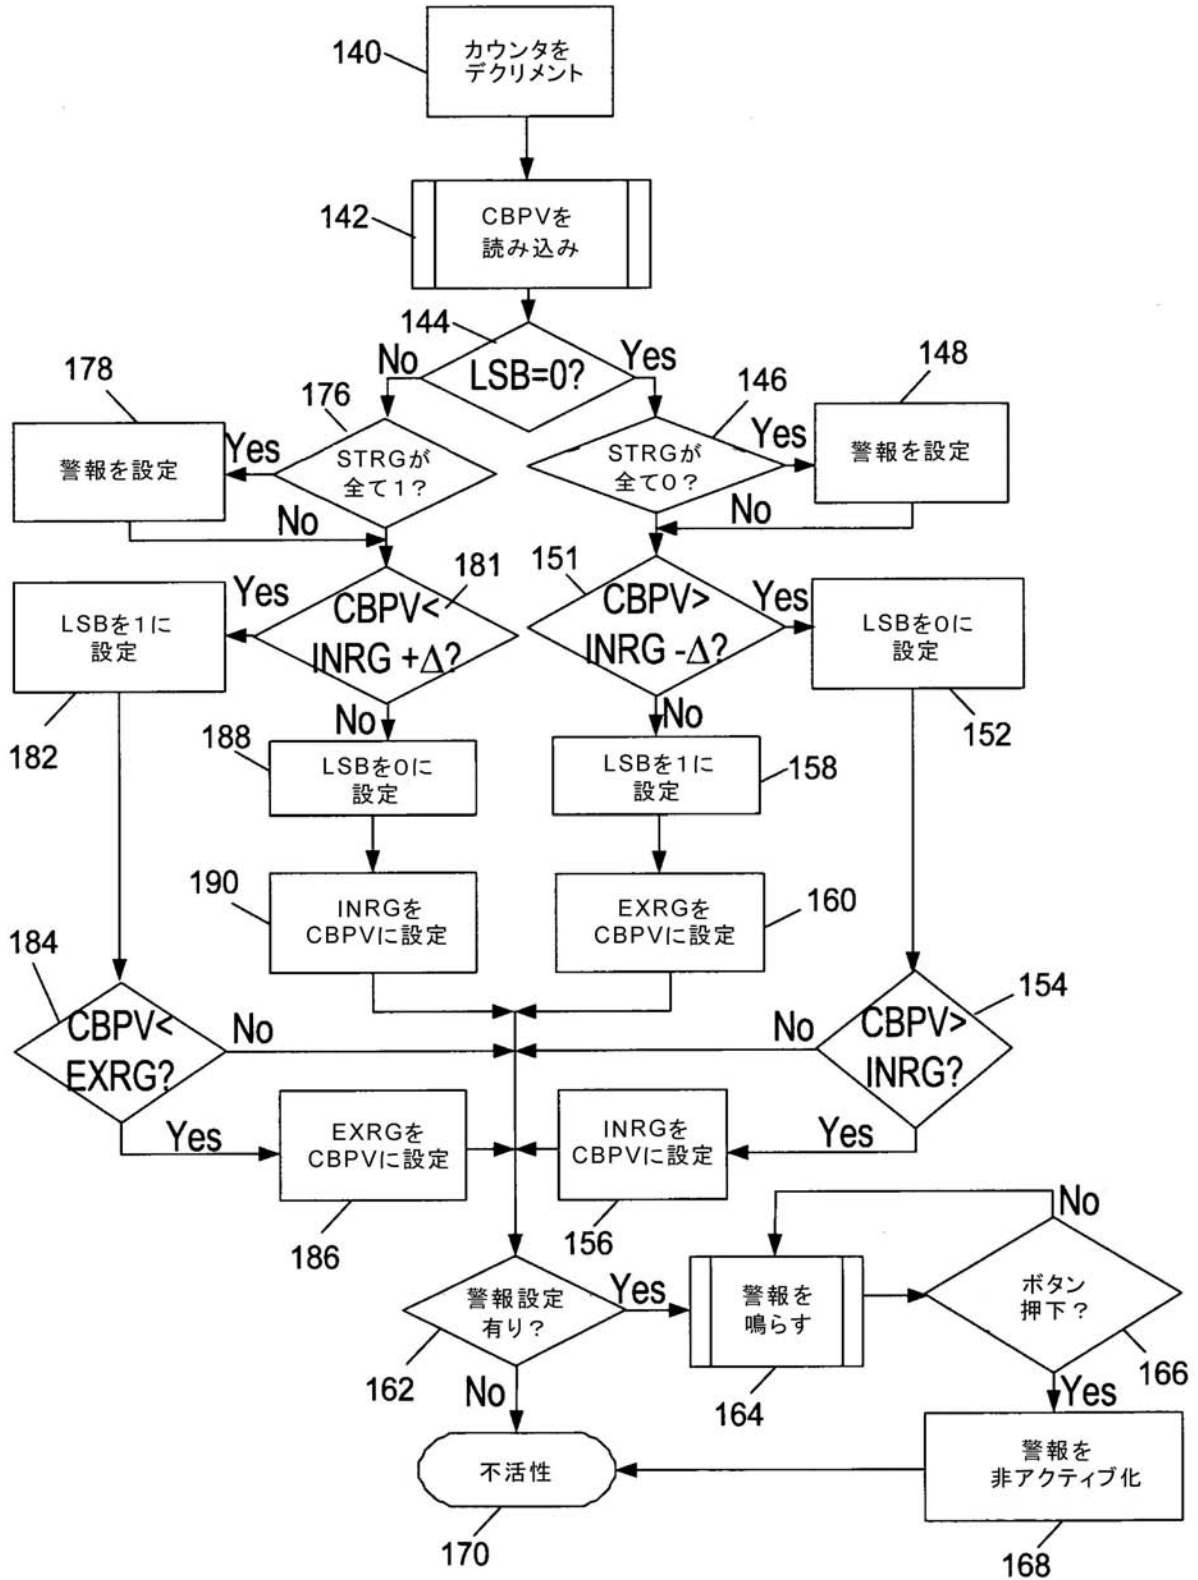 140
カウンタを
デクリメント
142
CBPVを
読み込み
144
No
LSB=0?
Yes
178
176
146
148
警報を設定
Yes
STRGが
全て1?
STRGが
全て0?
Yes
警報を設定
No
No
181
151
LSBを1に
設定
Yes
CBPV<
INRG +Δ?
CBPV>
INRG -Δ?
Yes
LSBを0に
設定
182
No
No
152
188
LSBを0に
設定
LSBを1に
設定
158
190
INRGを
CBPVに設定
EXRGを
CBPVに設定
160
184
CBPV<
EXRG?
No
No
CBPV>
INRG?
154
Yes
EXRGを
CBPVに設定
INRGを
CBPVに設定
Yes
186
156
No
警報設定
有り?
Yes
警報を
鳴らす
ボタン
押下?
162
164
166
No
Yes
不活性
警報を
非アクティブ化
170
168